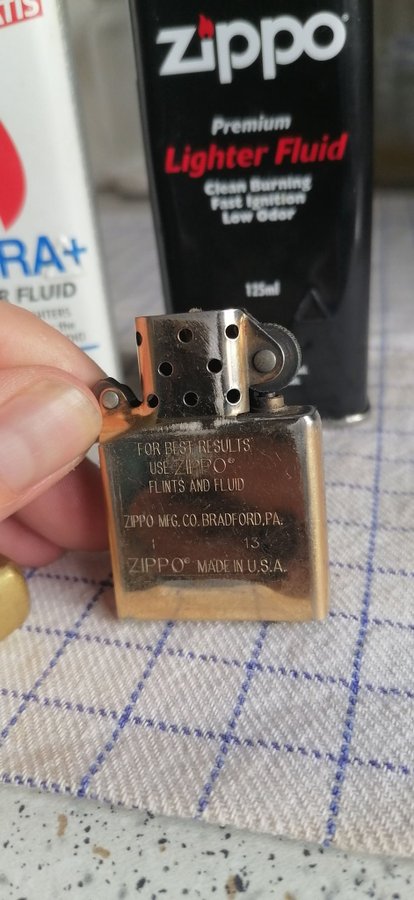 ATIS
RA+
R FLUID
zippo®
Premium
Lighter Fluid
Clean Burning
Fast Ignition
Low Odor
125ml
FOR BEST RESULTS
USE ZIPPO®
FLINTS AND FLUID
ZIPPO MFG. CO. BRADFORD, PA.
I 13
ZIPPO® MADE IN U.S.A.